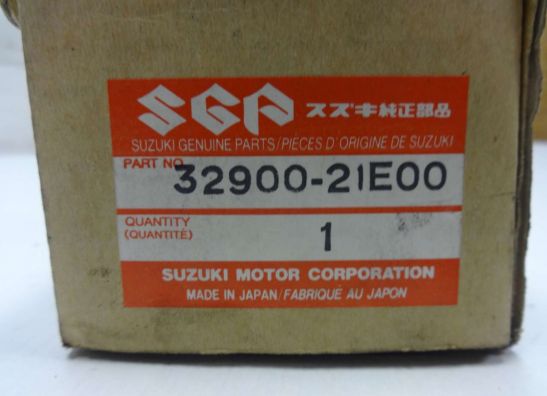 SGP スズキ純正部品
SUZUKI GENUINE PARTS/PIÈCES D'ORIGINE DE SUZUKI
PART NO.
32900-21E00
QUANTITY
(QUANTITÉ)
1
SUZUKI MOTOR CORPORATION
MADE IN JAPAN/FABRIQUÉ AU JAPON